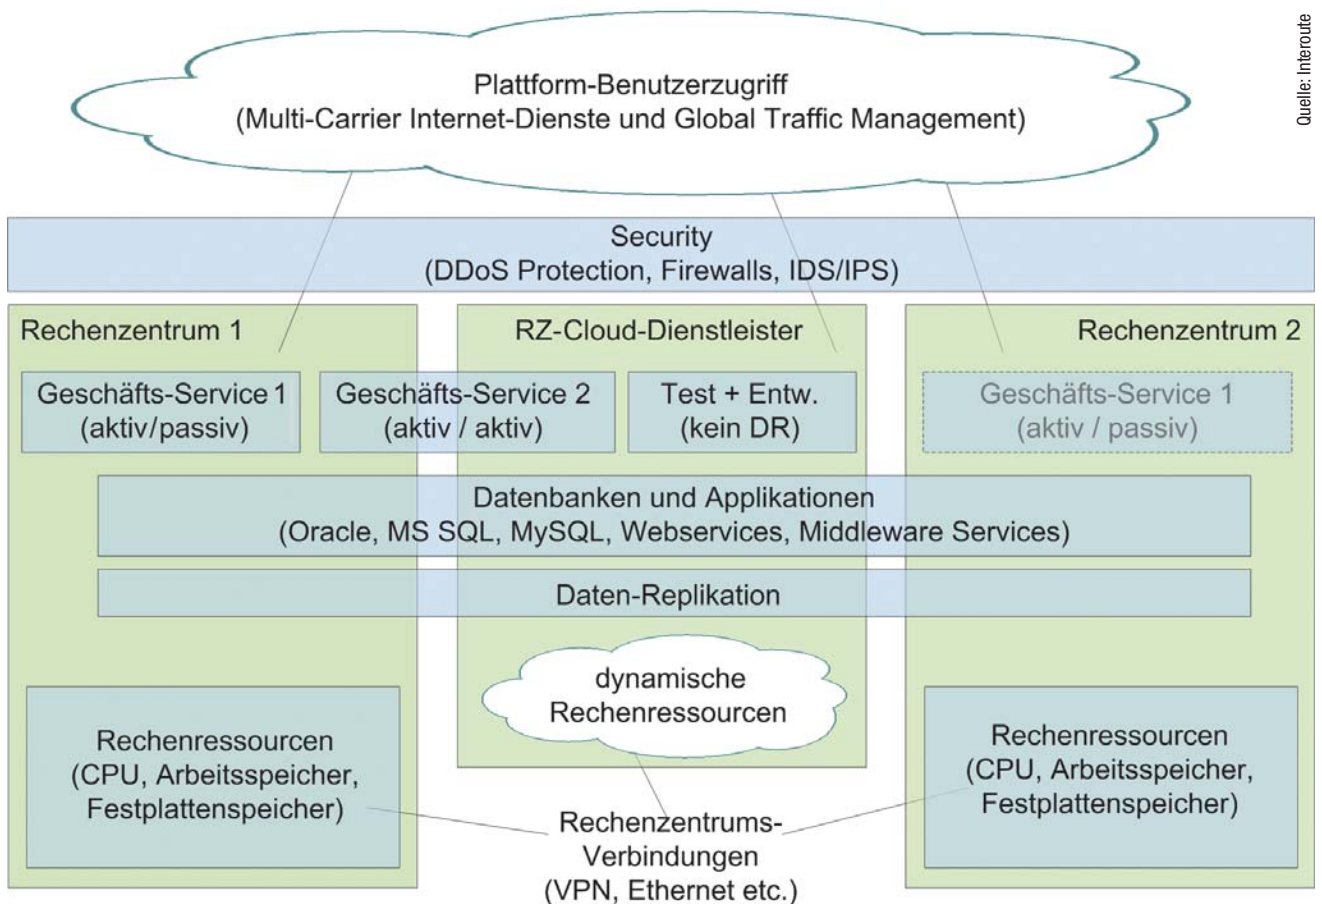 Quelle: Interoute
Plattform-Benutzerzugriff
(Multi-Carrier Internet-Dienste und Global Traffic Management)
Security
(DDoS Protection, Firewalls, IDS/IPS)
Rechenzentrum 1
RZ-Cloud-Dienstleister
Rechenzentrum 2
Geschäfts-Service 1
(aktiv/passiv)
Geschäfts-Service 2
(aktiv / aktiv)
Test + Entw.
(kein DR)
Geschäfts-Service 1
(aktiv / passiv)
Datenbanken und Applikationen
(Oracle, MS SQL, MySQL, Webservices, Middleware Services)
Daten-Replikation
dynamische
Rechenressourcen
Rechenressourcen
(CPU, Arbeitsspeicher,
Festplattenspeicher)
Rechenressourcen
(CPU, Arbeitsspeicher,
Festplattenspeicher)
Rechenzentrums-
Verbindungen
(VPN, Ethernet etc.)